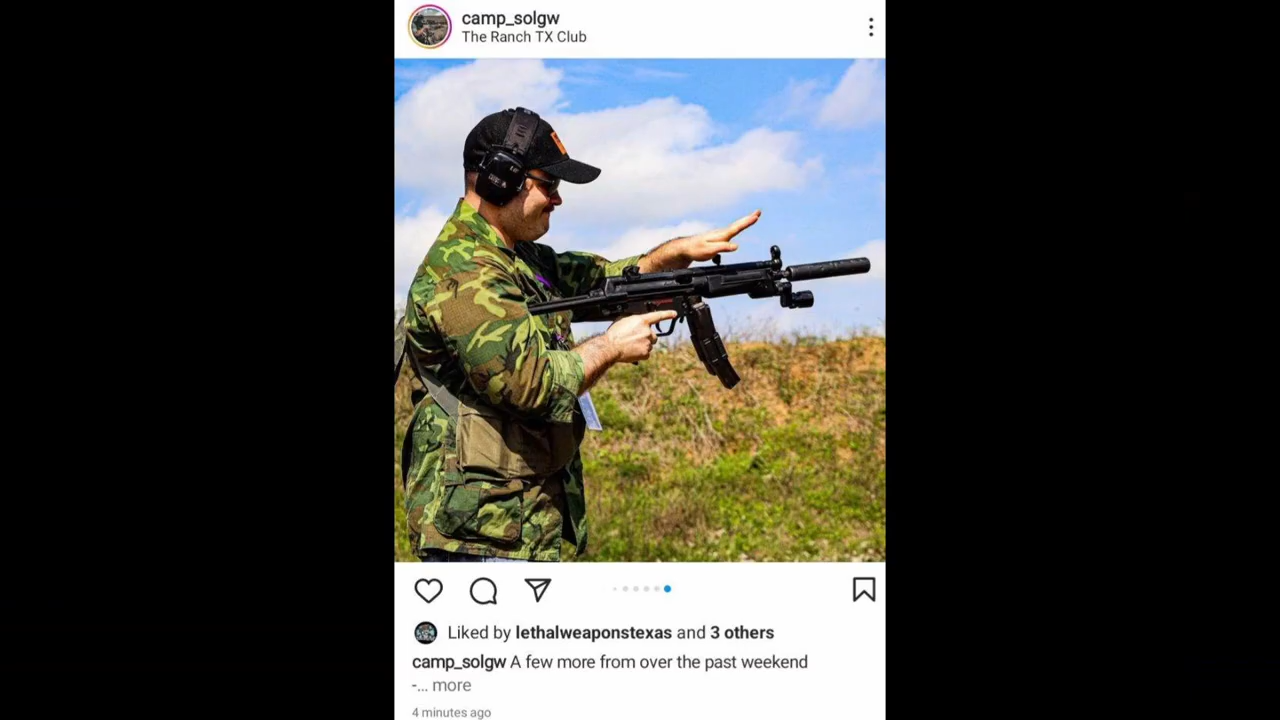 camp_solgw
The Ranch TX Club
Liked by lethalweaponstexas and 3 others
camp_solgw A few more from over the past weekend
-... more
4 minutes ago